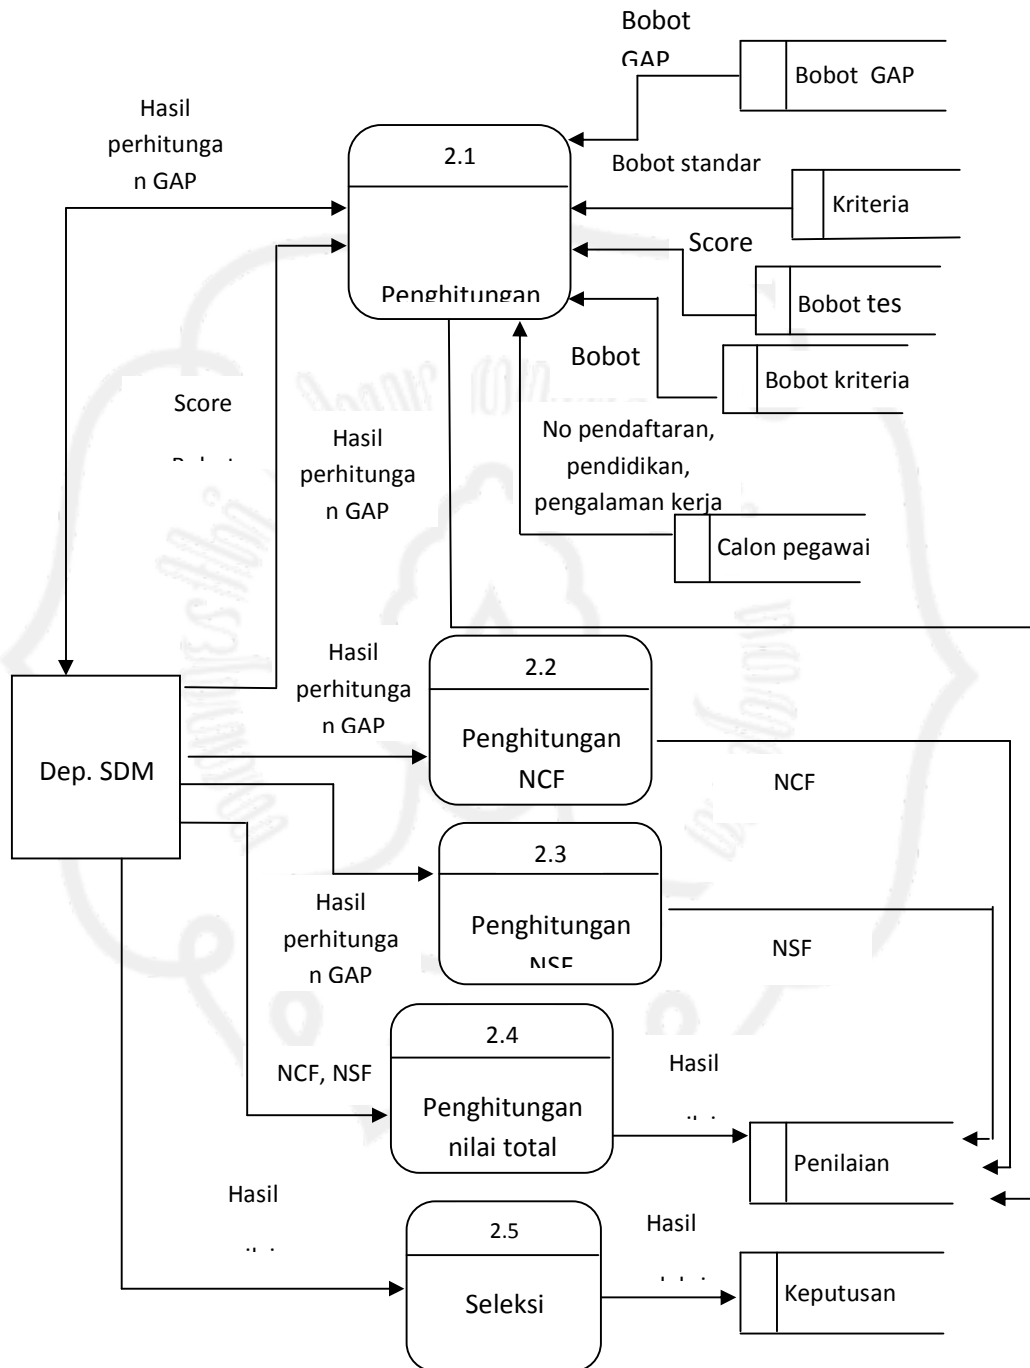 Bobot
GAP
Bobot GAP
Hasil
perhitunga
n GAP
2.1
Penghitungan
Bobot standar
Kriteria
Score
Bobot tes
Bobot
Bobot kriteria
Score
Hasil
perhitunga
n GAP
No pendaftaran,
pendidikan,
pengalaman kerja
Calon pegawai
Hasil
perhitunga
n GAP
2.2
Penghitungan
NCF
Dep. SDM
NCF
2.3
Penghitungan
NSF
Hasil
perhitunga
n GAP
NSF
2.4
Penghitungan
nilai total
NCF, NSF
Hasil
Penilaian
Hasil
2.5
Seleksi
Hasil
Keputusan